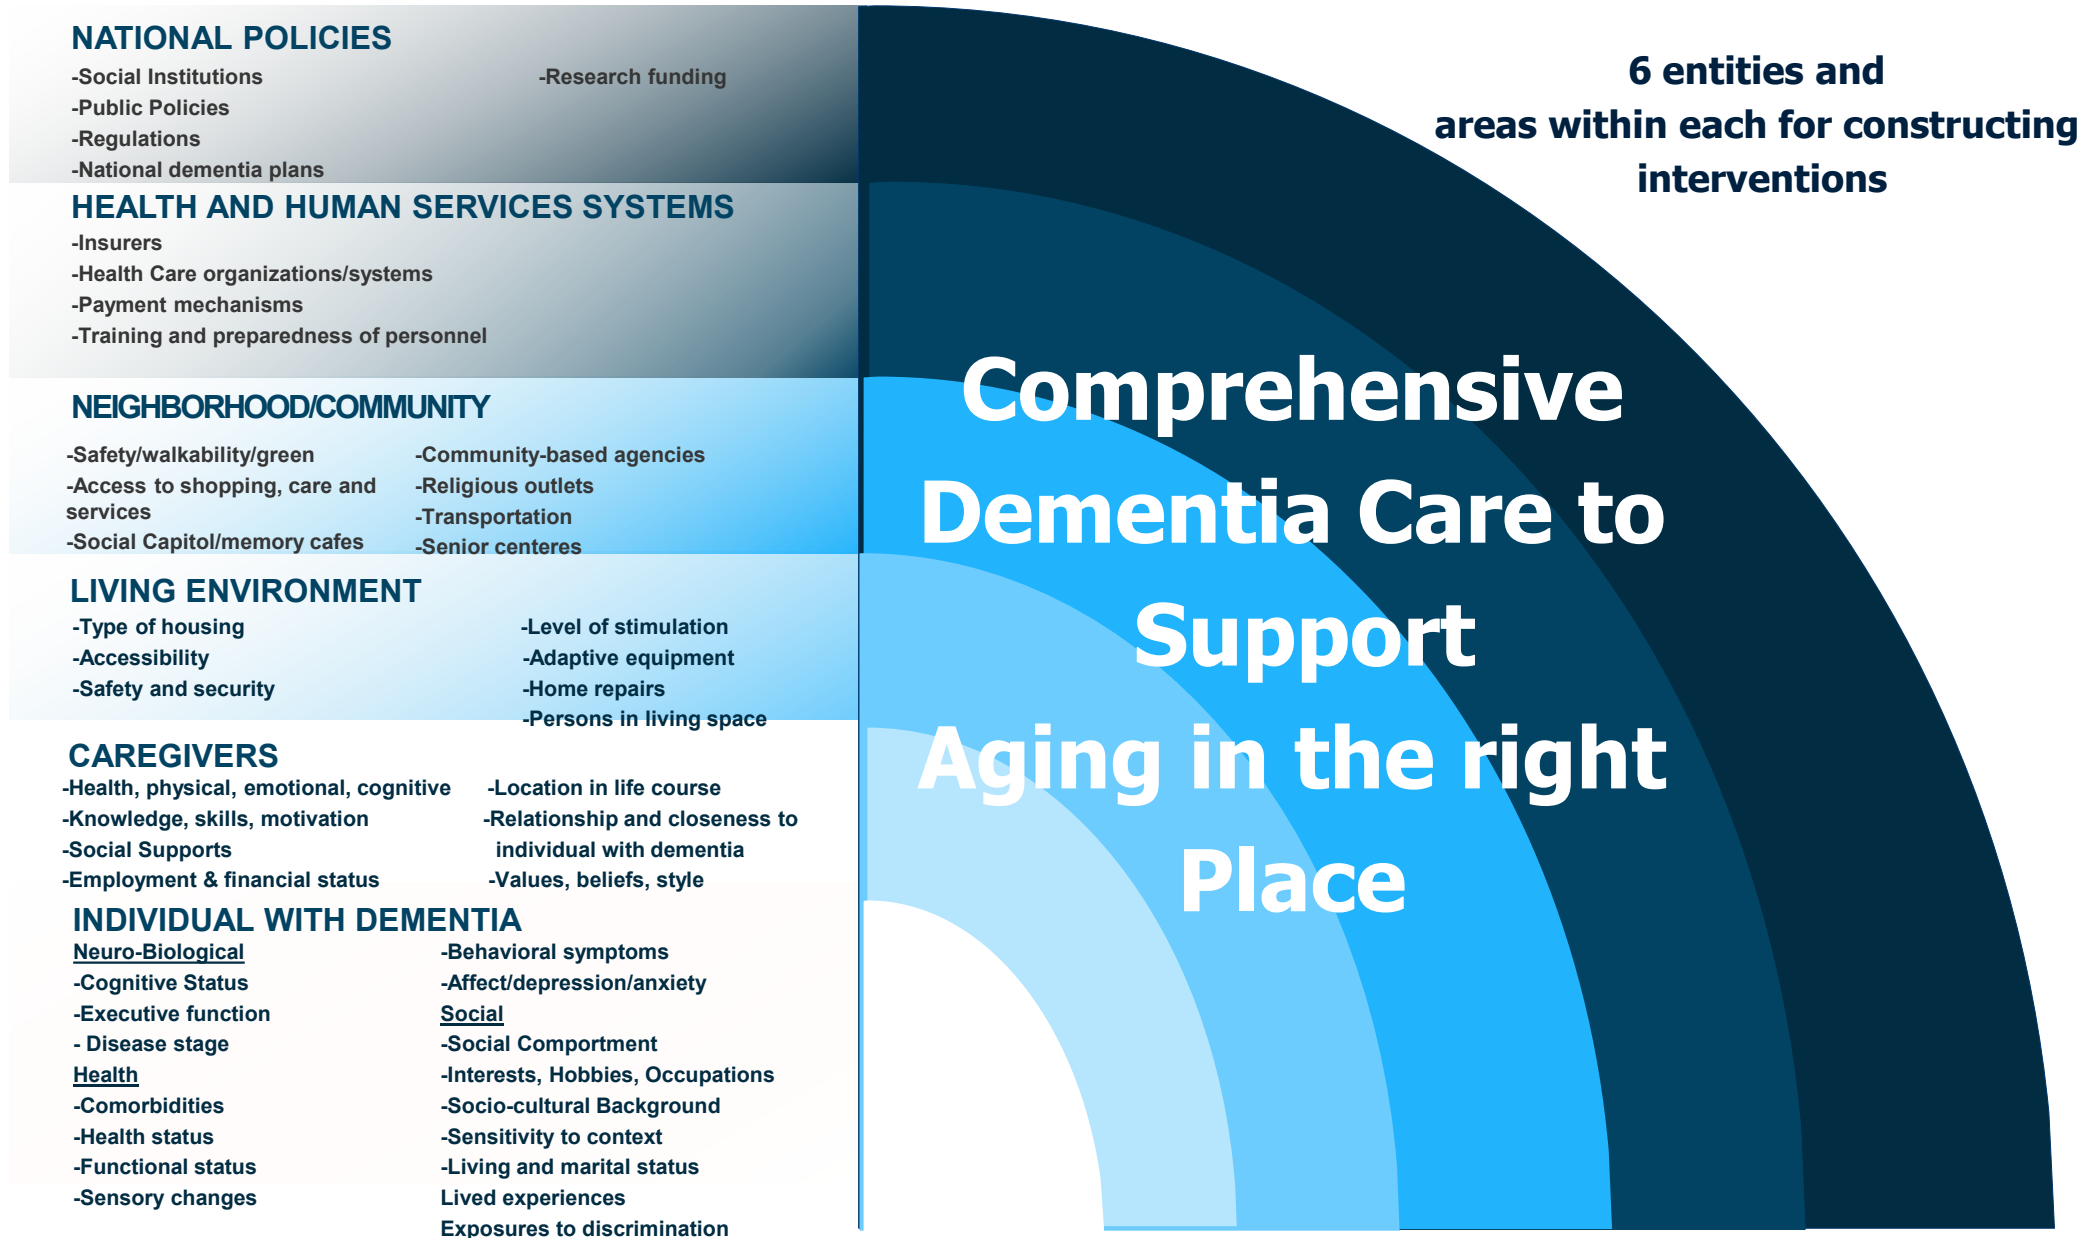 NATIONAL POLICIES
-Social Institutions
-Public Policies
-Regulations
-National dementia plans
-Research funding
HEALTH AND HUMAN SERVICES SYSTEMS
-Insurers
-Health Care organizations/systems
-Payment mechanisms
-Training and preparedness of personnel
NEIGHBORHOOD/COMMUNITY
-Safety/walkability/green
-Access to shopping, care and
services
-Social Capitol/memory cafes
-Community-based agencies
-Religious outlets
-Transportation
-Senior centeres
LIVING ENVIRONMENT
-Type of housing
-Accessibility
-Safety and security
-Level of stimulation
-Adaptive equipment
-Home repairs
-Persons in living space
CAREGIVERS
-Health, physical, emotional, cognitive
-Knowledge, skills, motivation
-Social Supports
-Employment & financial status
-Location in life course
-Relationship and closeness to
individual with dementia
-Values, beliefs, style
INDIVIDUAL WITH DEMENTIA
Neuro-Biological
-Cognitive Status
-Executive function
- Disease stage
Health
-Comorbidities
-Health status
-Functional status
-Sensory changes
-Behavioral symptoms
-Affect/depression/anxiety
Social
-Social Comportment
-Interests, Hobbies, Occupations
-Socio-cultural Background
-Sensitivity to context
-Living and marital status
Lived experiences
Exposures to discrimination
6 entities and
areas within each for constructing
interventions
Comprehensive
Dementia Care to
Support
Aging in the right
Place